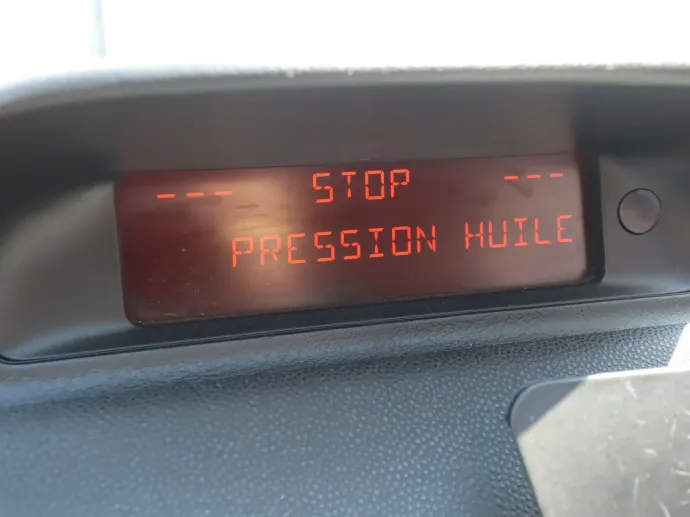 --- STOP ---
PRESSION HUILE